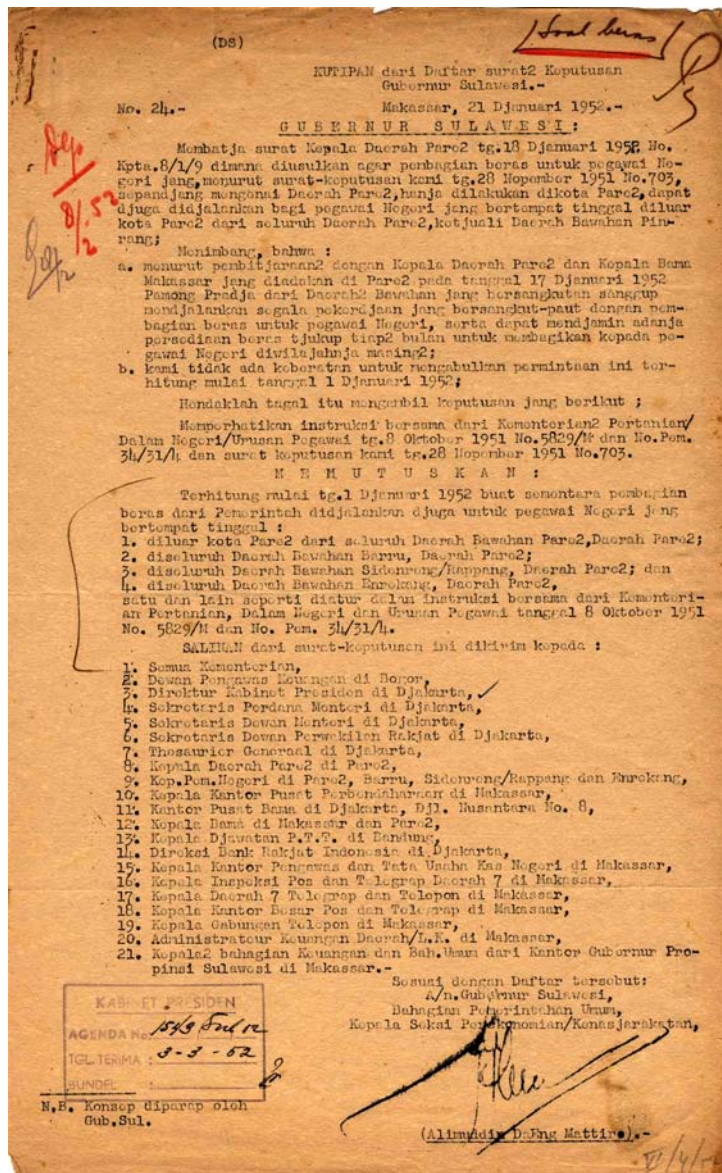 (DS)
/Soal beras/
KUTIPAN dari Daftar surat2 Keputusan
Gubernur Sulawesi.-
No. 24.-
Makassar, 21 Djanuari 1952.-
GUBERNUR SULAWESI:
Membatja surat Kepala Daerah Pare2 tg.18 Djanuari 1952 No.
Kpta.8/1/9 dimana diusulkan agar pembagian beras untuk pegawai Ne-
geri jang,menurut surat-keputusan kami tg.28 Nopember 1951 No.703,
sepandjang mengenai Daerah Pare2,hanja dilakukan dikota Pare2,dapat
djuga didjalankan bagi pegawai Negeri jang bertempat tinggal diluar
kota Pare2 dari seluruh Daerah Pare2,ketjuali Daerah Bawahan Pin-
rang;
Menimbang, bahwa :
a. menurut pembitjaraan2 dengan Kepala Daerah Pare2 dan Kepala Bama
Makassar jang diadakan di Pare2 pada tanggal 17 Djanuari 1952
Pamong Pradja dari Daerah2 Bawahan jang bersangkutan sanggup
mendjalankan segala pekerdjaan jang bersangkut-paut dengan pem-
bagian beras untuk pegawai Negeri, serta dapat mendjamin adanja
persediaan beras tjukup tiap2 bulan untuk membagikan kepada pe-
gawai Negeri diwilajahnja masing2;
b. kami tidak ada keberatan untuk mengabulkan permintaan ini ter-
hitung mulai tanggal 1 Djanuari 1952;
Hendaklah tagal itu mengambil keputusan jang berikut ;
Memperhatikan instruksi bersama dari Kementerian2 Pertanian/
Dalam Negeri/Urusan Pegawai tg.8 Oktober 1951 No.5829/M dan No.Pem.
34/31/4 dan surat keputusan kami tg.28 Nopember 1951 No.703.
M E M U T U S K A N :
Terhitung mulai tg.1 Djanuari 1952 buat sementara pembagian
beras dari Pemerintah didjalankan djuga untuk pegawai Negeri jang
bertempat tinggal :
1. diluar kota Pare2 dari seluruh Daerah Bawahan Pare2,Daerah Pare2;
2. diseluruh Daerah Bawahan Barru, Daerah Pare2;
3. diseluruh Daerah Bawahan Sidenreng/Rappang, Daerah Pare2; dan
4. diseluruh Daerah Bawahan Enrekang, Daerah Pare2,
satu dan lain seperti diatur dalam instruksi bersama dari Kementeri-
an Pertanian, Dalam Negeri dan Urusan Pegawai tanggal 8 Oktober 1951
No. 5829/M dan No. Pem. 34/31/4.
SALINAN dari surat-keputusan ini dikirim kepada :
1. Semua Kementerian,
2. Dewan Pengawas Keuangan di Bogor,
3. Direktur Kabinet Presiden di Djakarta, ✓
4. Sekretaris Perdana Menteri di Djakarta,
5. Sekretaris Dewan Menteri di Djakarta,
6. Sekretaris Dewan Perwakilan Rakjat di Djakarta,
7. Thesaurier Generaal di Djakarta,
8. Kepala Daerah Pare2 di Pare2,
9. Kep.Pem.Negeri di Pare2, Barru, Sidenreng/Rappang dan Enrekang,
10. Kepala Kantor Pusat Perbendaharaan di Makassar,
11. Kantor Pusat Bama di Djakarta, Djl. Nusantara No. 8,
12. Kepala Bama di Makassar dan Pare2,
13. Kepala Djawatan P.T.T. di Bandung,
14. Direksi Bank Rakjat Indonesia di Djakarta,
15. Kepala Kantor Pengawas dan Tata Usaha Kas Negeri di Makassar,
16. Kepala Inspeksi Pos dan Telegrap Daerah 7 di Makassar,
17. Kepala Daerah 7 Telegrap dan Telepon di Makassar,
18. Kepala Kantor Besar Pos dan Telegrap di Makassar,
19. Kepala Gabungan Telepon di Makassar,
20. Administrateur Keuangan Daerah/L.K. di Makassar,
21. Kepala2 bahagian Keuangan dan Bah.Umum dari Kantor Gubernur Pro-
pinsi Sulawesi di Makassar.-
Sesuai dengan Daftar tersebut:
A/n.Gubernur Sulawesi,
Bahagian Pemerintahan Umum,
Kepala Seksi Perekonomian/Kemasjarakatan,
KABINET PRESIDEN
AGENDA No.
TGL. TERIMA : 3-3-52
BUNDEL :
N.B. Konsep diparap oleh
Gub.Sul.
(Alimuddin Daeng Mattiro).-